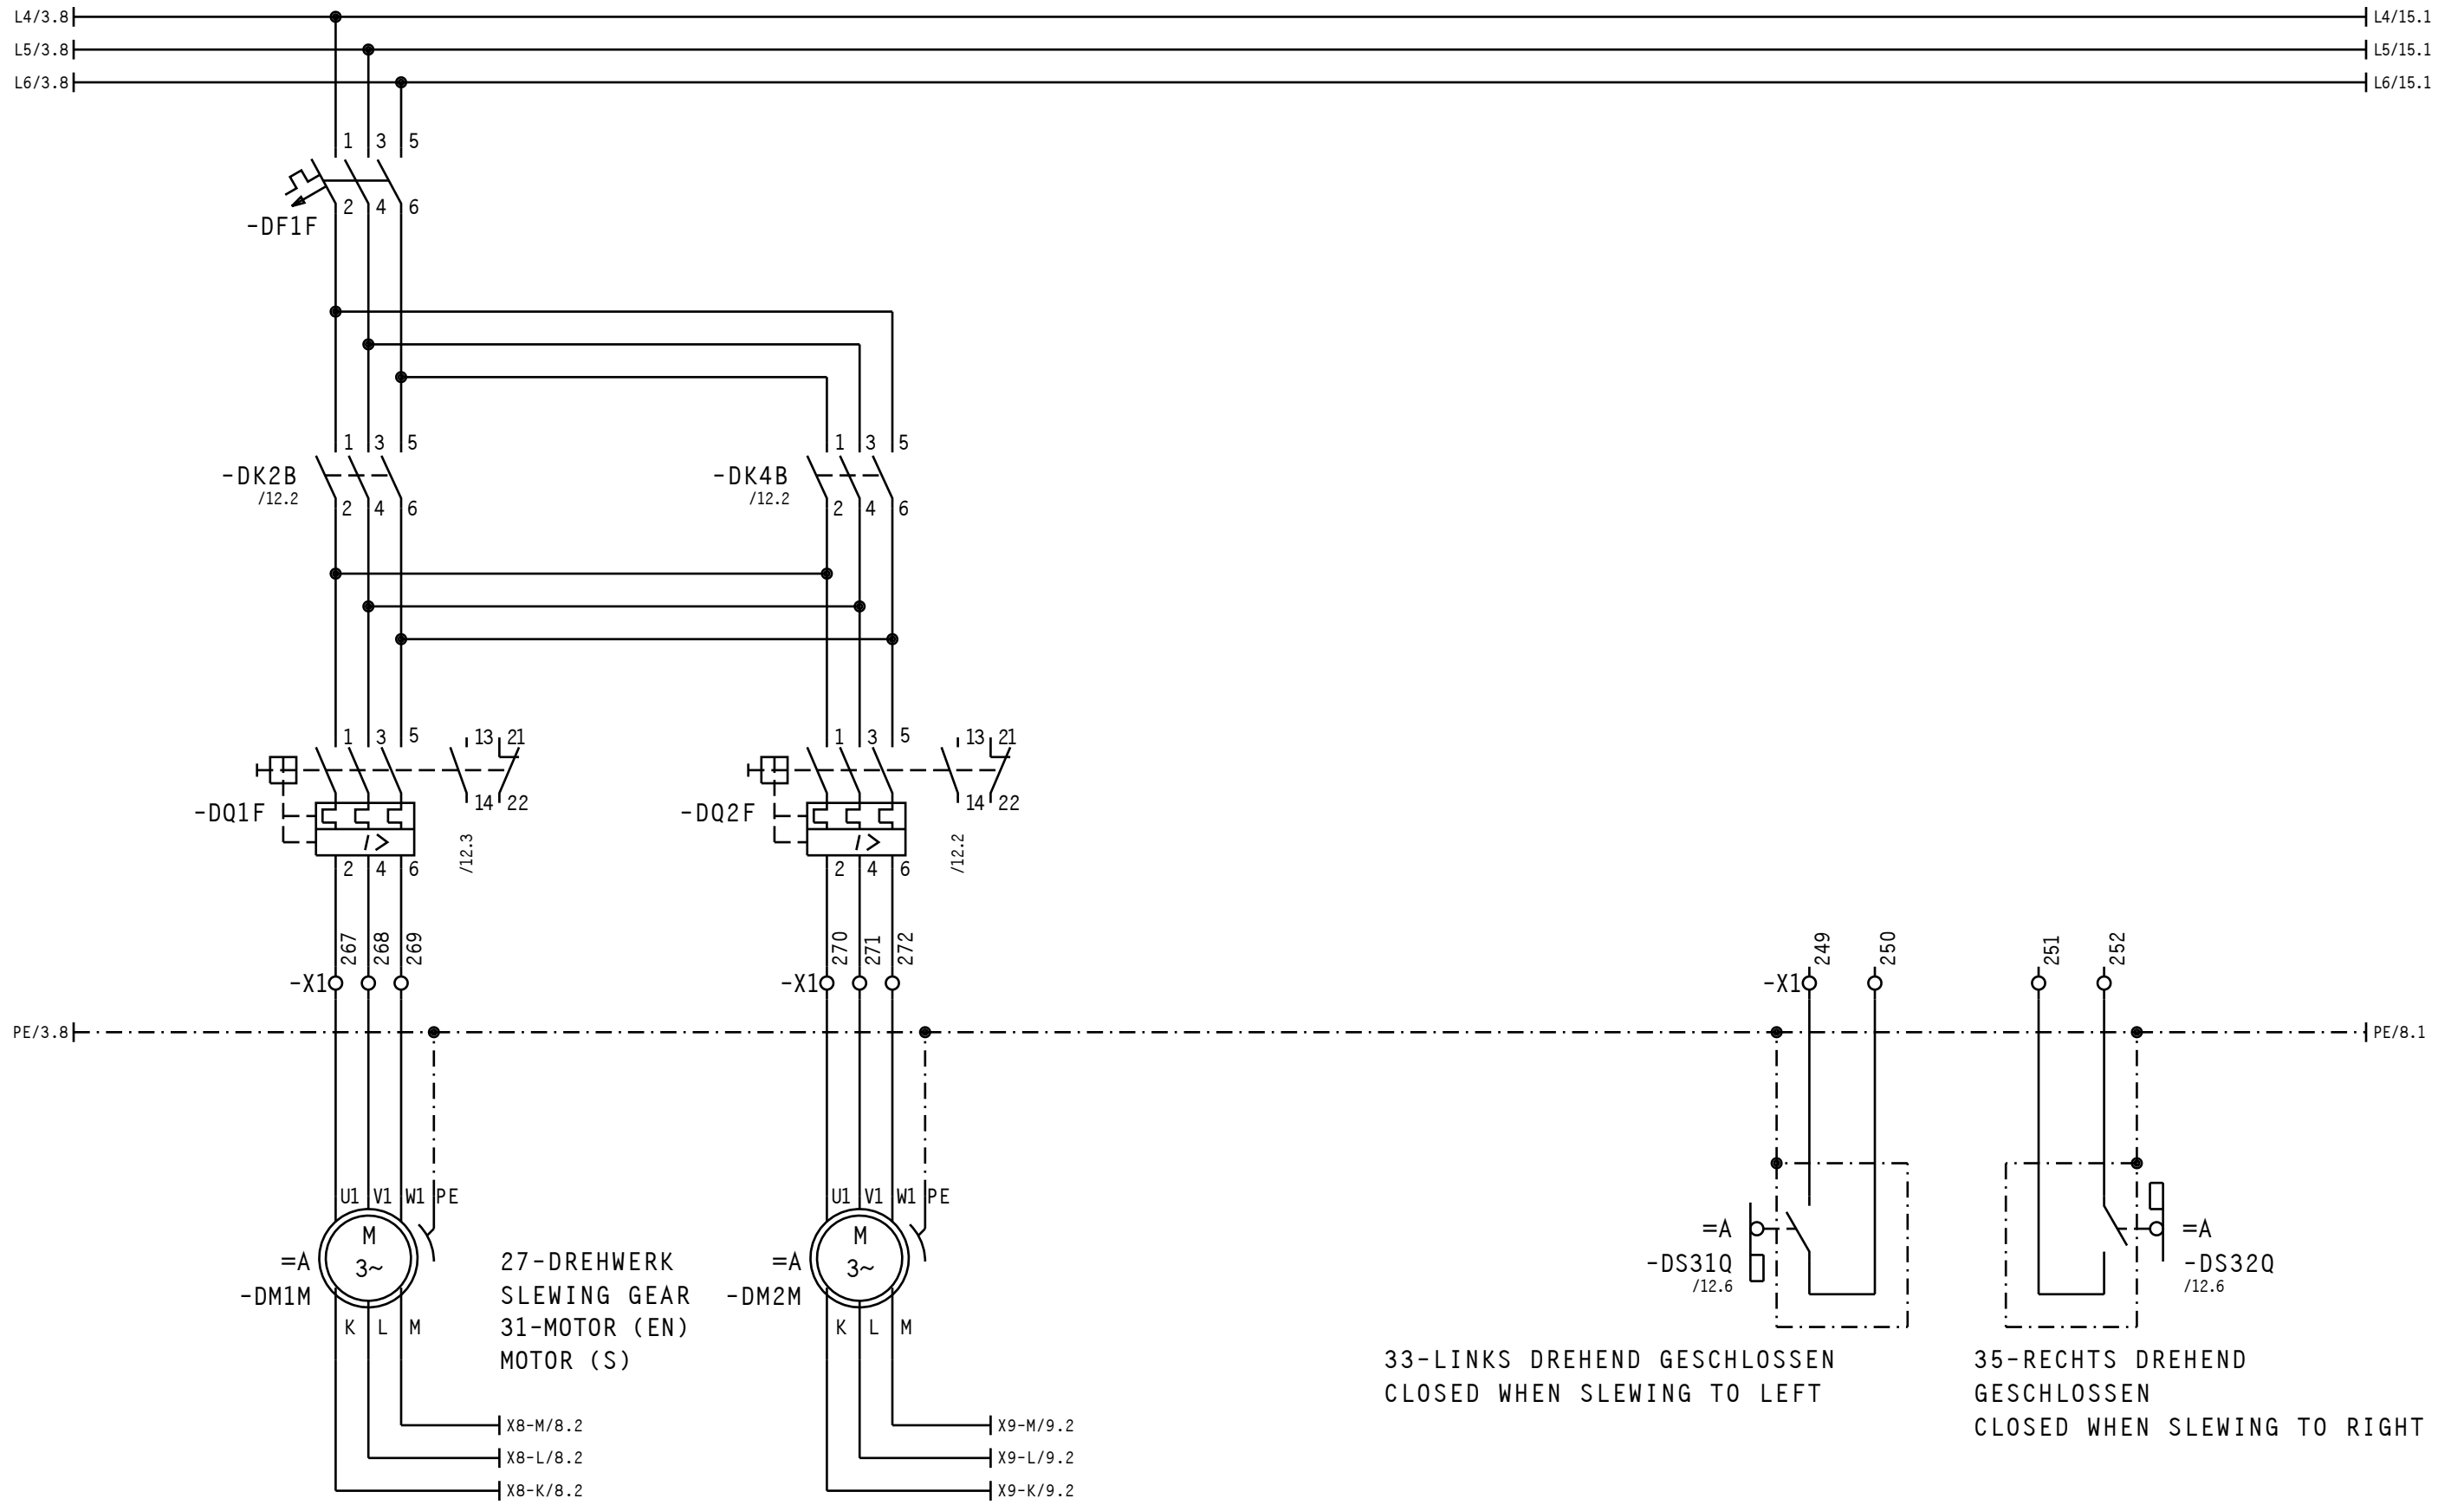 L4/3.8 L4/15.1
L5/3.8 L5/15.1
L6/3.8 L6/15.1
1 3 5
2 4 6
-DF1F
1 3 5 1 3 5
-DK2B -DK4B
/12.2 /12.2
2 4 6 2 4 6
1 3 5 13 21 1 3 5 13 21
14 22 14 22
-DQ1F -DQ2F
I> I>
/12.3 /12.2
2 4 6 2 4 6
267 268 269 270 271 272 249 250 251 252
-X1 -X1 -X1
PE/3.8 PE/8.1
U1 V1 W1 PE U1 V1 W1 PE
M M
3~ 3~
=A =A =A =A
-DM1M -DM2M -DS31Q -DS32Q
/12.6 /12.6
27-DREHWERK
SLEWING GEAR
31-MOTOR (EN)
MOTOR (S)
K L M K L M
33-LINKS DREHEND GESCHLOSSEN
CLOSED WHEN SLEWING TO LEFT
35-RECHTS DREHEND
GESCHLOSSEN
CLOSED WHEN SLEWING TO RIGHT
X8-M/8.2 X9-M/9.2
X8-L/8.2 X9-L/9.2
X8-K/8.2 X9-K/9.2